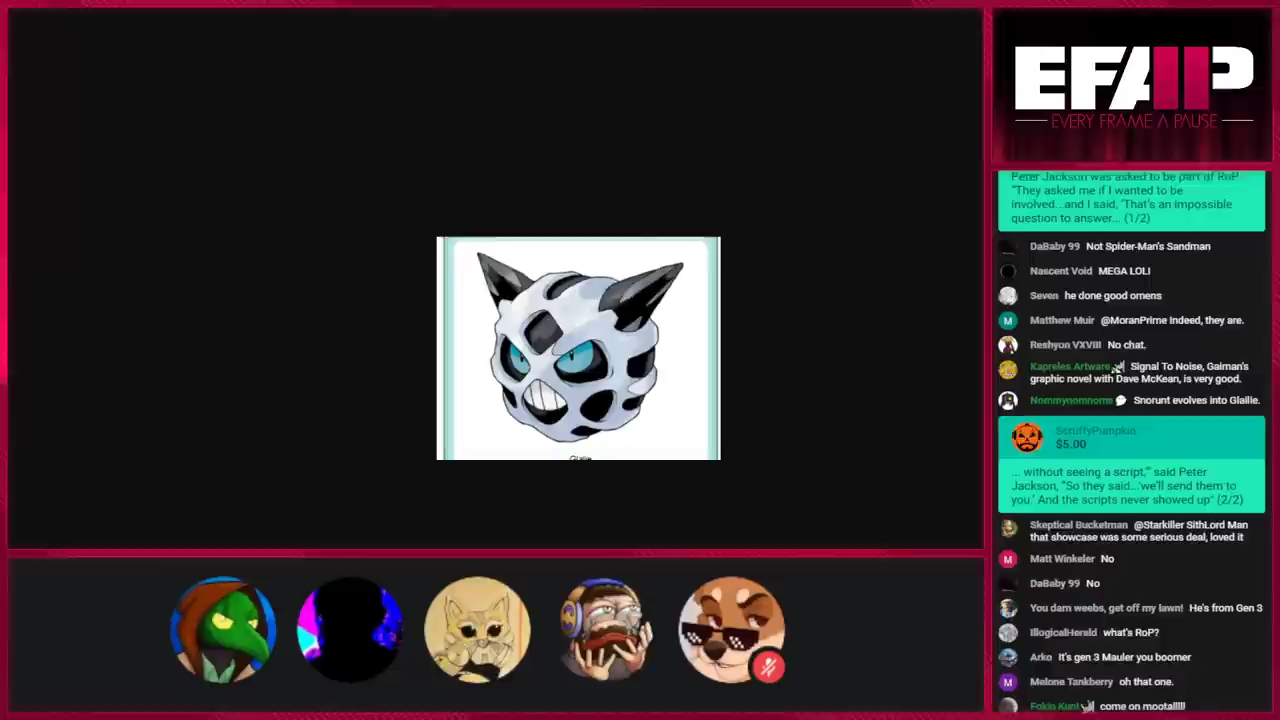 EFAP
EVERY FRAME A PAUSE
Peter Jackson was asked to be part of RoP
"They asked me if I wanted to be
involved...and I said, 'That's an impossible
question to answer... (1/2)
DaBaby 99 Not Spider-Man's Sandman
Nascent Void MEGA LOLI
Seven he done good omens
M Matthew Muir @MoranPrime Indeed, they are.
Reshyon VXVIII No chat.
Kapreles Artware Signal To Noise, Gaiman's
graphic novel with Dave McKean, is very good.
Nommynomnoms Snorunt evolves into Glailie.
ScruffyPumpkin
$5.00
... without seeing a script,'" said Peter
Jackson, "So they said...'we'll send them to
you.' And the scripts never showed up" (2/2)
Skeptical Bucketman @Starkiller SithLord Man
that showcase was some serious deal, loved it
M Matt Winkeler No
DaBaby 99 No
You dam weebs, get off my lawn! He's from Gen 3
IllogicalHerald what's RoP?
Arko It's gen 3 Mauler you boomer
M Melone Tankberry oh that one.
Fokin Kunt come on mootalllll
Glalie